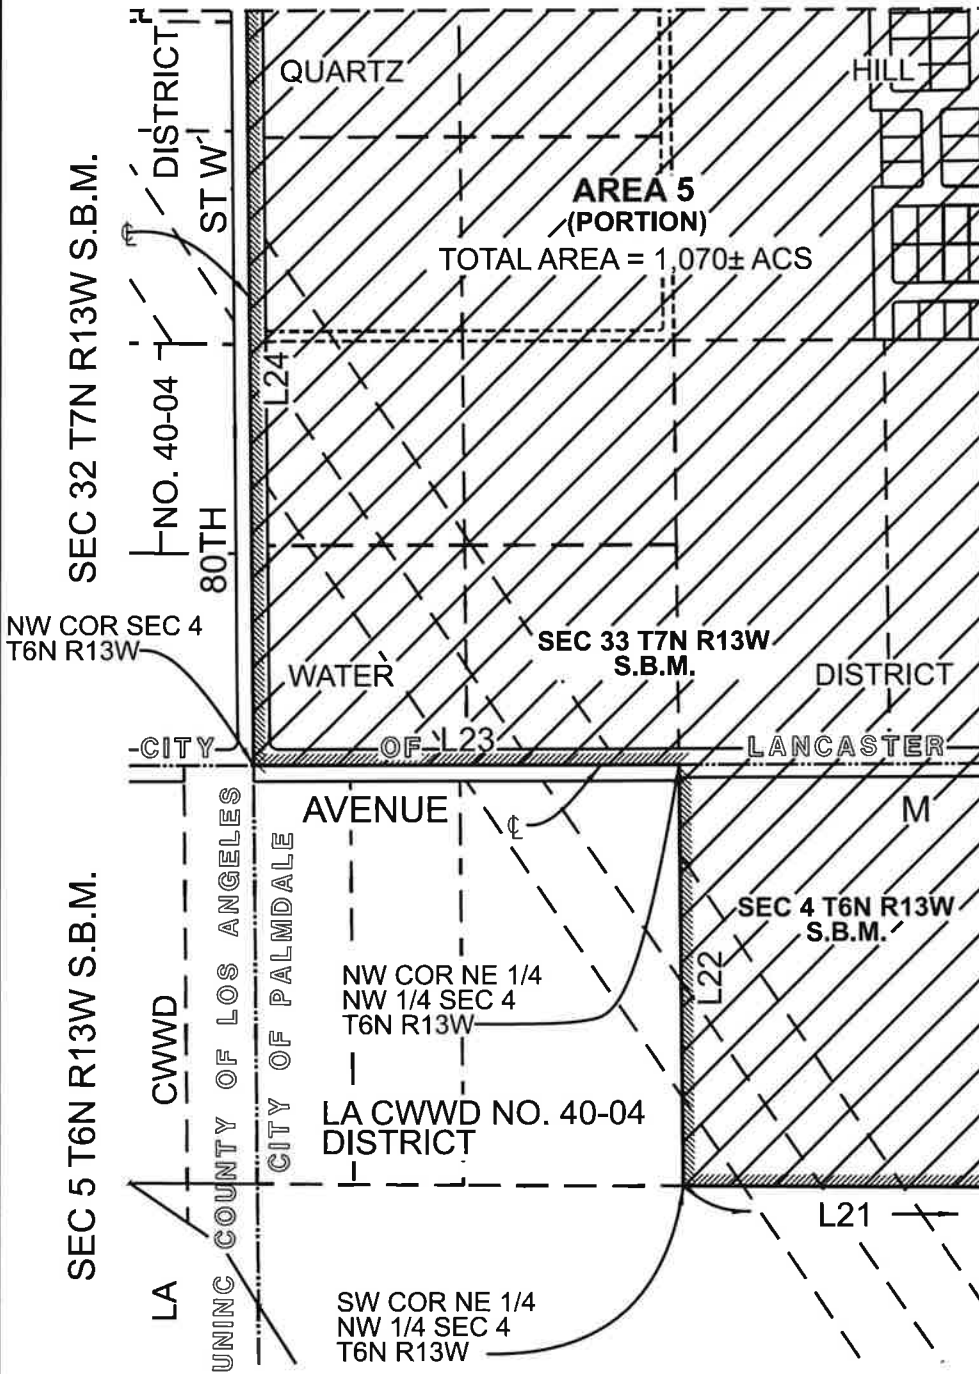 QUARTZ
HILL
DISTRICT
ST W
AREA 5
(PORTION)
TOTAL AREA = 1,070± ACS
℄
SEC 32 T7N R13W S.B.M.
L24
NO. 40-04
80TH
NW COR SEC 4
T6N R13W
SEC 33 T7N R13W
S.B.M.
WATER
DISTRICT
CITY
OF
L23
LANCASTER
AVENUE
℄
M
UNINC COUNTY OF LOS ANGELES
CITY OF PALMDALE
SEC 4 T6N R13W
S.B.M.
SEC 5 T6N R13W S.B.M.
NW COR NE 1/4
NW 1/4 SEC 4
T6N R13W
L22
CWWD
LA CWWD NO. 40-04
DISTRICT
L21
LA
SW COR NE 1/4
NW 1/4 SEC 4
T6N R13W